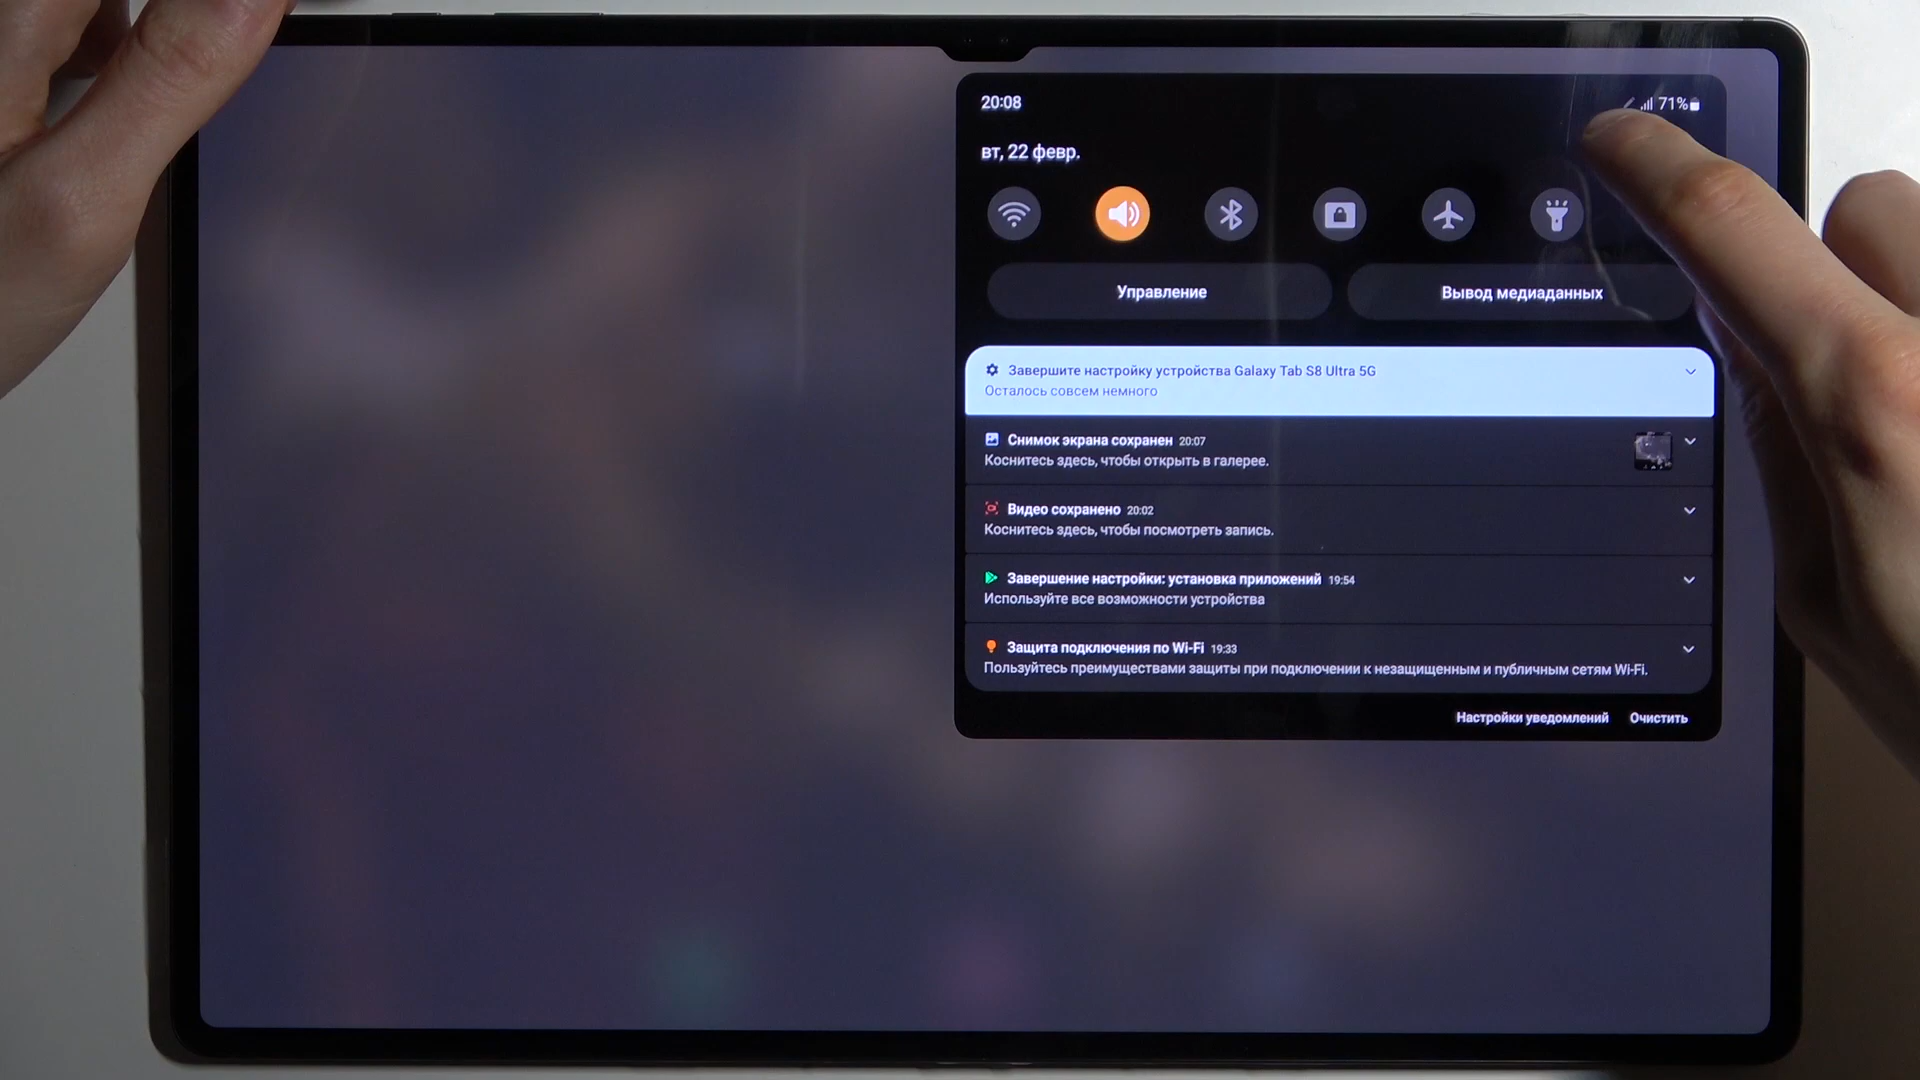 20:08
71%
вт, 22 февр.
Управление
Вывод медиаданных
Завершите настройку устройства Galaxy Tab S8 Ultra 5G
Осталось совсем немного
Снимок экрана сохранен 20:07
Коснитесь здесь, чтобы открыть в галерее.
Видео сохранено 20:02
Коснитесь здесь, чтобы посмотреть запись.
Завершение настройки: установка приложений 19:54
Используйте все возможности устройства
Защита подключения по Wi-Fi 19:33
Пользуйтесь преимуществами защиты при подключении к незащищенным и публичным сетям Wi-Fi.
Настройки уведомлений
Очистить